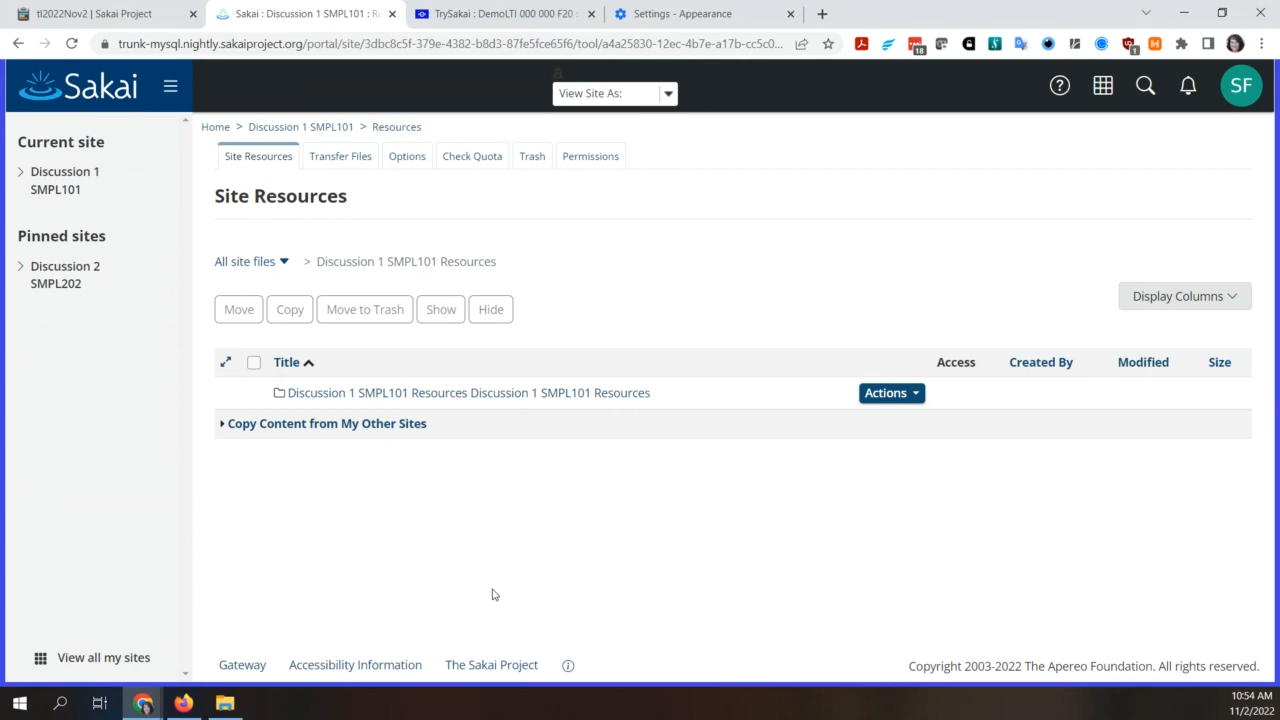 tl2022Nov2 | Sakai Project
Sakai : Discussion 1 SMPL101 : Re
TrySakai : DemoLTI 000 000 F20 :
Settings - Appearance
trunk-mysql.nightly.sakaiproject.org/portal/site/3dbc8c5f-370e-4382-b8d3-87fe5fce65f6/tool/a4a25830-12ec-4b7e-a17b-cc5c0...
18
1
Sakai
View Site As:
SF
Current site
Discussion 1
SMPL101
Pinned sites
Discussion 2
SMPL202
View all my sites
Home > Discussion 1 SMPL101 > Resources
Site Resources
Transfer Files
Options
Check Quota
Trash
Permissions
Site Resources
All site files > Discussion 1 SMPL101 Resources
Move
Copy
Move to Trash
Show
Hide
Display Columns
Title
Access
Created By
Modified
Size
Discussion 1 SMPL101 Resources Discussion 1 SMPL101 Resources
Actions
Copy Content from My Other Sites
Gateway
Accessibility Information
The Sakai Project
Copyright 2003-2022 The Apereo Foundation. All rights reserved.
10:54 AM
11/2/2022